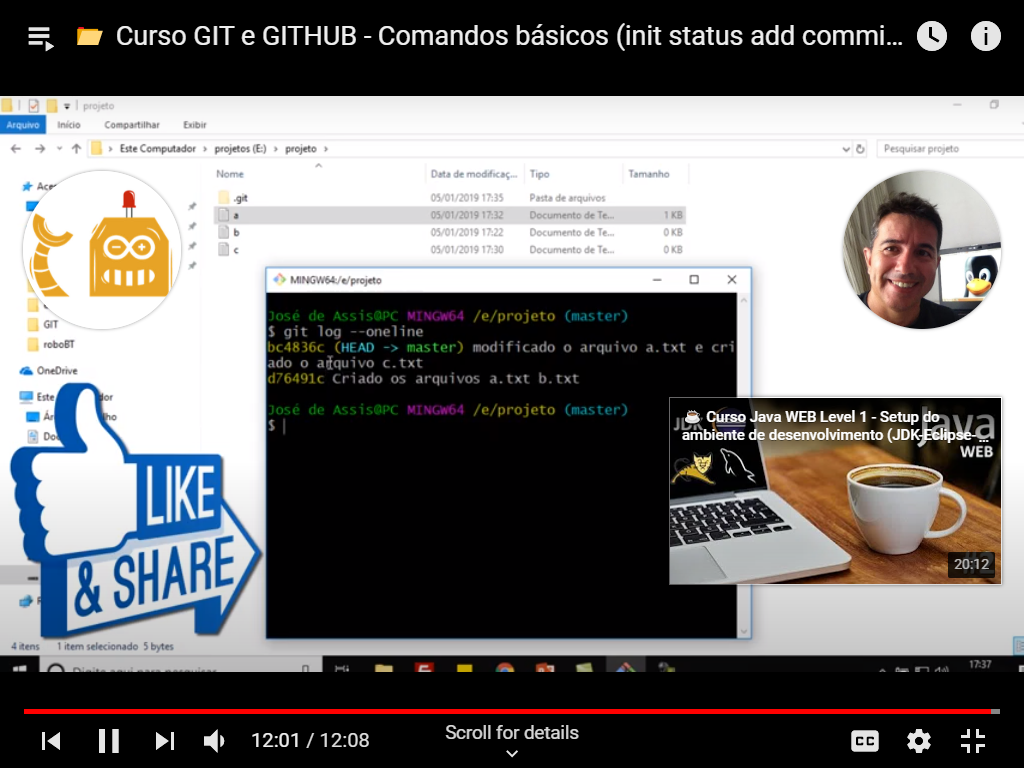 Curso GIT e GITHUB - Comandos básicos (init status add commi...
projeto
Arquivo Início Compartilhar Exibir
Este Computador > projetos (E:) > projeto >
Pesquisar projeto
Nome Data de modificaç... Tipo Tamanho
.git 05/01/2019 17:35 Pasta de arquivos
a 05/01/2019 17:32 Documento de Te... 1 KB
b 05/01/2019 17:22 Documento de Te... 0 KB
c 05/01/2019 17:30 Documento de Te... 0 KB
GIT
roboBT
OneDrive
MINGW64:/e/projeto
José de Assis@PC MINGW64 /e/projeto (master)
$ git log --oneline
bc4836c (HEAD -> master) modificado o arquivo a.txt e cri
ado o arquivo c.txt
d76491c Criado os arquivos a.txt b.txt
José de Assis@PC MINGW64 /e/projeto (master)
$
LIKE
& SHARE
☕ Curso Java WEB Level 1 - Setup do
ambiente de desenvolvimento (JDK-Eclipse-...
Java
WEB
JDK
20:12
4 itens 1 item selecionado 5 bytes
Digite aqui para pesquisar
17:37
12:01 / 12:08
Scroll for details
CC